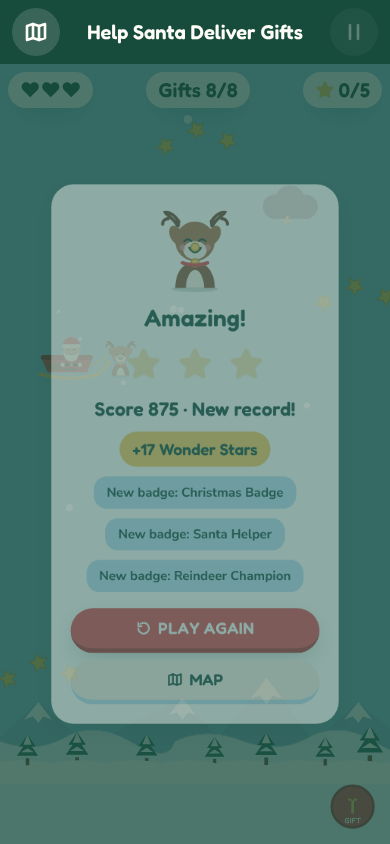 Help Santa Deliver Gifts
Gifts 8/8
0/5
Amazing!
Score 875 · New record!
+17 Wonder Stars
New badge: Christmas Badge
New badge: Santa Helper
New badge: Reindeer Champion
PLAY AGAIN
MAP
GIFT